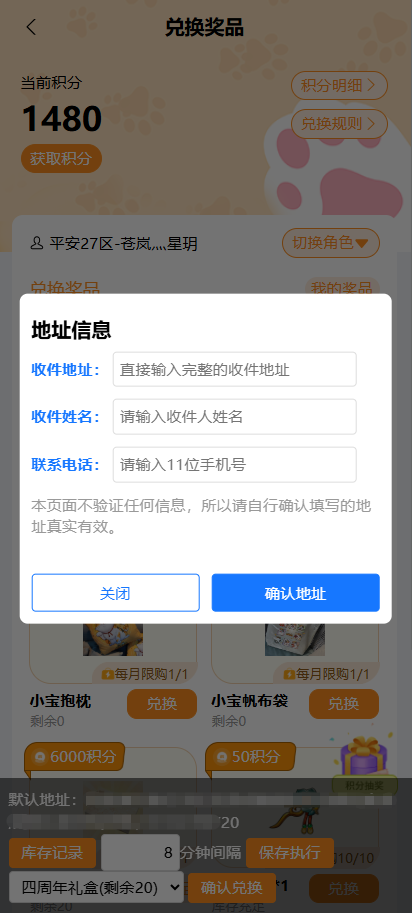 兑换奖品
当前积分
1480
获取积分
积分明细
兑换规则
平安27区-苍岚灬星玥
切换角色
兑换奖品
我的奖品
地址信息
收件地址：
直接输入完整的收件地址
收件姓名：
请输入收件人姓名
联系电话：
请输入11位手机号
本页面不验证任何信息，所以请自行确认填写的地
址真实有效。
关闭
确认地址
每月限购1/1
每月限购1/1
小宝抱枕
剩余0
兑换
小宝帆布袋
剩余0
兑换
6000积分
50积分
积分抽奖
默认地址：
/20
库存记录
8
分钟间隔
保存执行
10/10
四周年礼盒(剩余20)
确认兑换
*1
兑换
库存充足